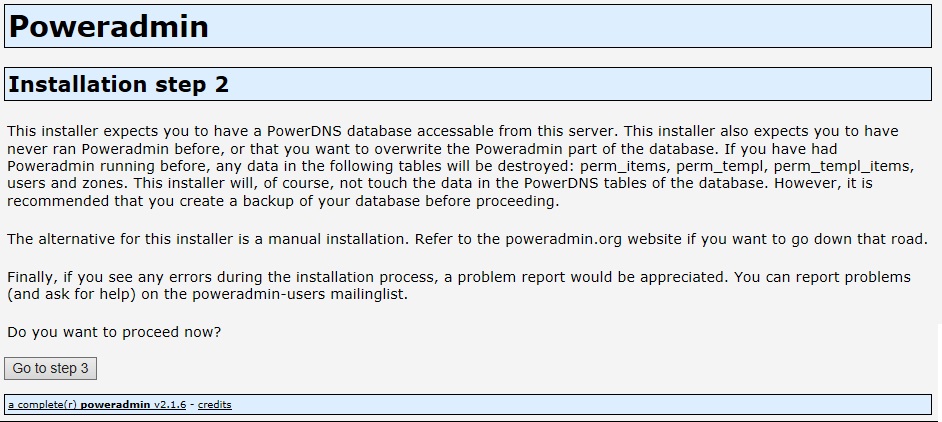 Poweradmin
Installation step 2
This installer expects you to have a PowerDNS database accessable from this server. This installer also expects you to have
never ran Poweradmin before, or that you want to overwrite the Poweradmin part of the database. If you have had
Poweradmin running before, any data in the following tables will be destroyed: perm_items, perm_templ, perm_templ_items,
users and zones. This installer will, of course, not touch the data in the PowerDNS tables of the database. However, it is
recommended that you create a backup of your database before proceeding.
The alternative for this installer is a manual installation. Refer to the poweradmin.org website if you want to go down that road.
Finally, if you see any errors during the installation process, a problem report would be appreciated. You can report problems
(and ask for help) on the poweradmin-users mailinglist.
Do you want to proceed now?
Go to step 3
a complete(r) poweradmin v2.1.6 - credits